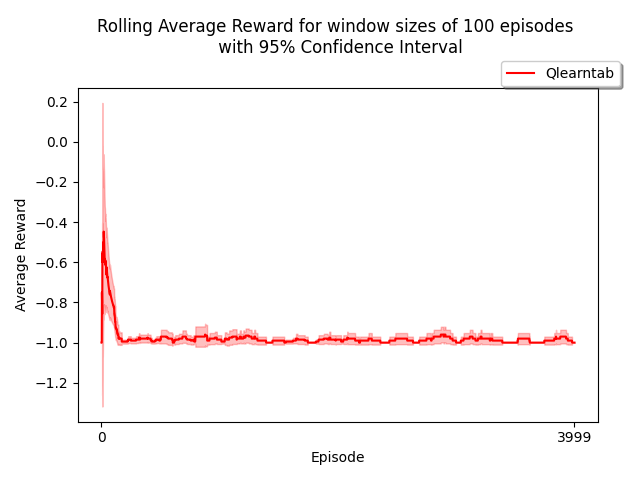 Rolling Average Reward for window sizes of 100 episodes
with 95% Confidence Interval
Qlearntab
0.2
0.0
−0.2
−0.4
−0.6
−0.8
−1.0
−1.2
Average Reward
0
3999
Episode